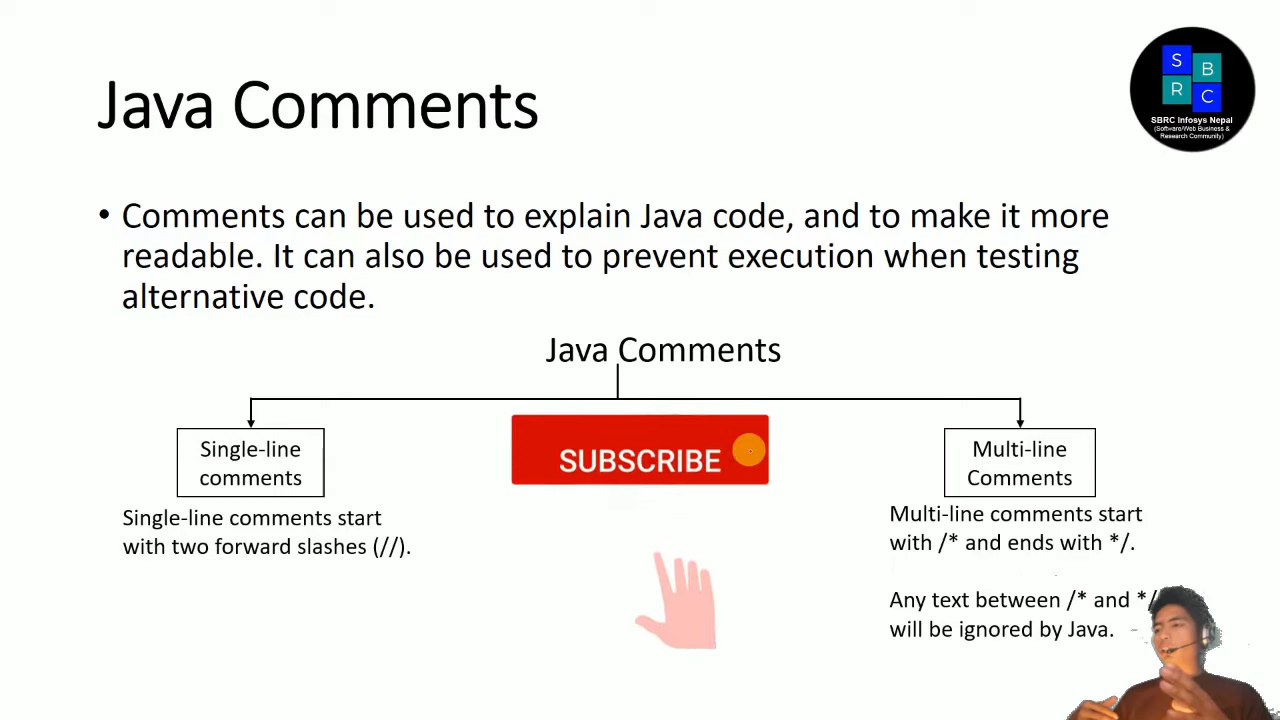 Java Comments
S
B
R
C
SBRC Infosys Nepal
(Software/Web Business &
Research Community)
• Comments can be used to explain Java code, and to make it more
readable. It can also be used to prevent execution when testing
alternative code.
Java Comments
Single-line
comments
SUBSCRIBE
Multi-line
Comments
Single-line comments start
with two forward slashes (//).
Multi-line comments start
with /* and ends with */.
Any text between /* and */
will be ignored by Java.